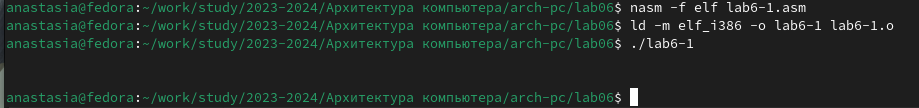 anastasia@fedora:~/work/study/2023-2024/Архитектура компьютера/arch-pc/lab06$ nasm -f elf lab6-1.asm
anastasia@fedora:~/work/study/2023-2024/Архитектура компьютера/arch-pc/lab06$ ld -m elf_i386 -o lab6-1 lab6-1.o
anastasia@fedora:~/work/study/2023-2024/Архитектура компьютера/arch-pc/lab06$ ./lab6-1
anastasia@fedora:~/work/study/2023-2024/Архитектура компьютера/arch-pc/lab06$